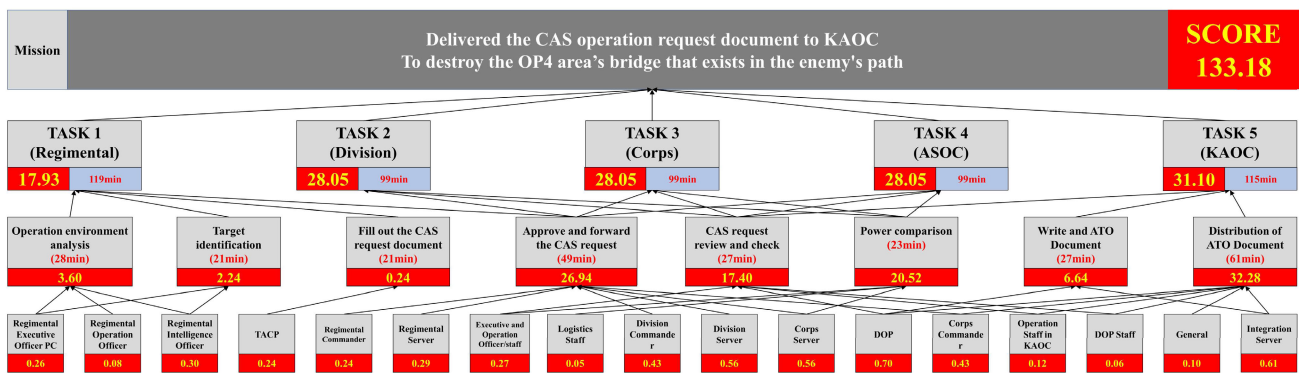 Mission
Delivered the CAS operation request document to KAOC
To destroy the OP4 area's bridge that exists in the enemy's path
SCORE
133.18
TASK 1
(Regimental)
17.93
119min
TASK 2
(Division)
28.05
99min
TASK 3
(Corps)
28.05
99min
TASK 4
(ASOC)
28.05
99min
TASK 5
(KAOC)
31.10
115min
Operation environment
analysis
(28min)
3.60
Target
identification
(21min)
2.24
Fill out the CAS
request document
(21min)
0.24
Approve and forward
the CAS request
(49min)
26.94
CAS request
review and check
(27min)
17.40
Power comparison
(23min)
20.52
Write and ATO
Document
(27min)
6.64
Distribution of
ATO Document
(61min)
32.28
Regimental
Executive
Officer PC
0.26
Regimental
Operation
Officer
0.08
Regimental
Intelligence
Officer
0.30
TACP
0.24
Regimental
Commander
0.24
Regimental
Server
0.29
Executive and
Operation
Officer/staff
0.27
Logistics
Staff
0.05
Division
Commande
r
0.43
Division
Server
0.56
Corps
Server
0.56
DOP
0.70
Corps
Commande
r
0.43
Operation
Staff in
KAOC
0.12
DOP Staff
0.06
General
0.10
Integration
Server
0.61